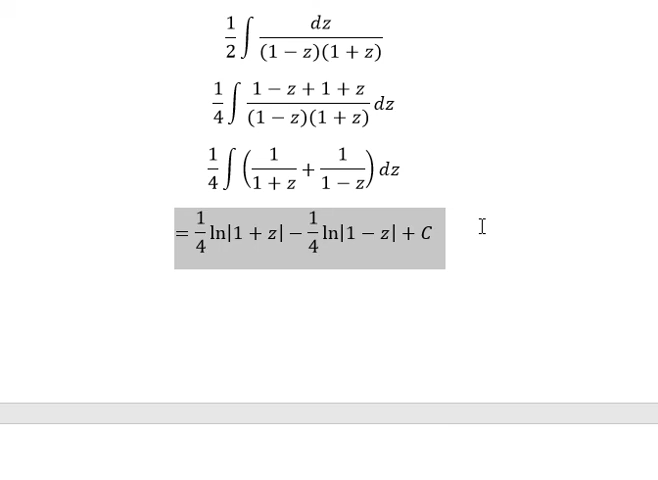 1/2 ∫ dz/((1 − z)(1 + z))
1/4 ∫ (1 − z + 1 + z)/((1 − z)(1 + z)) dz
1/4 ∫ (1/(1 + z) + 1/(1 − z)) dz
= 1/4 ln|1 + z| − 1/4 ln|1 − z| + C